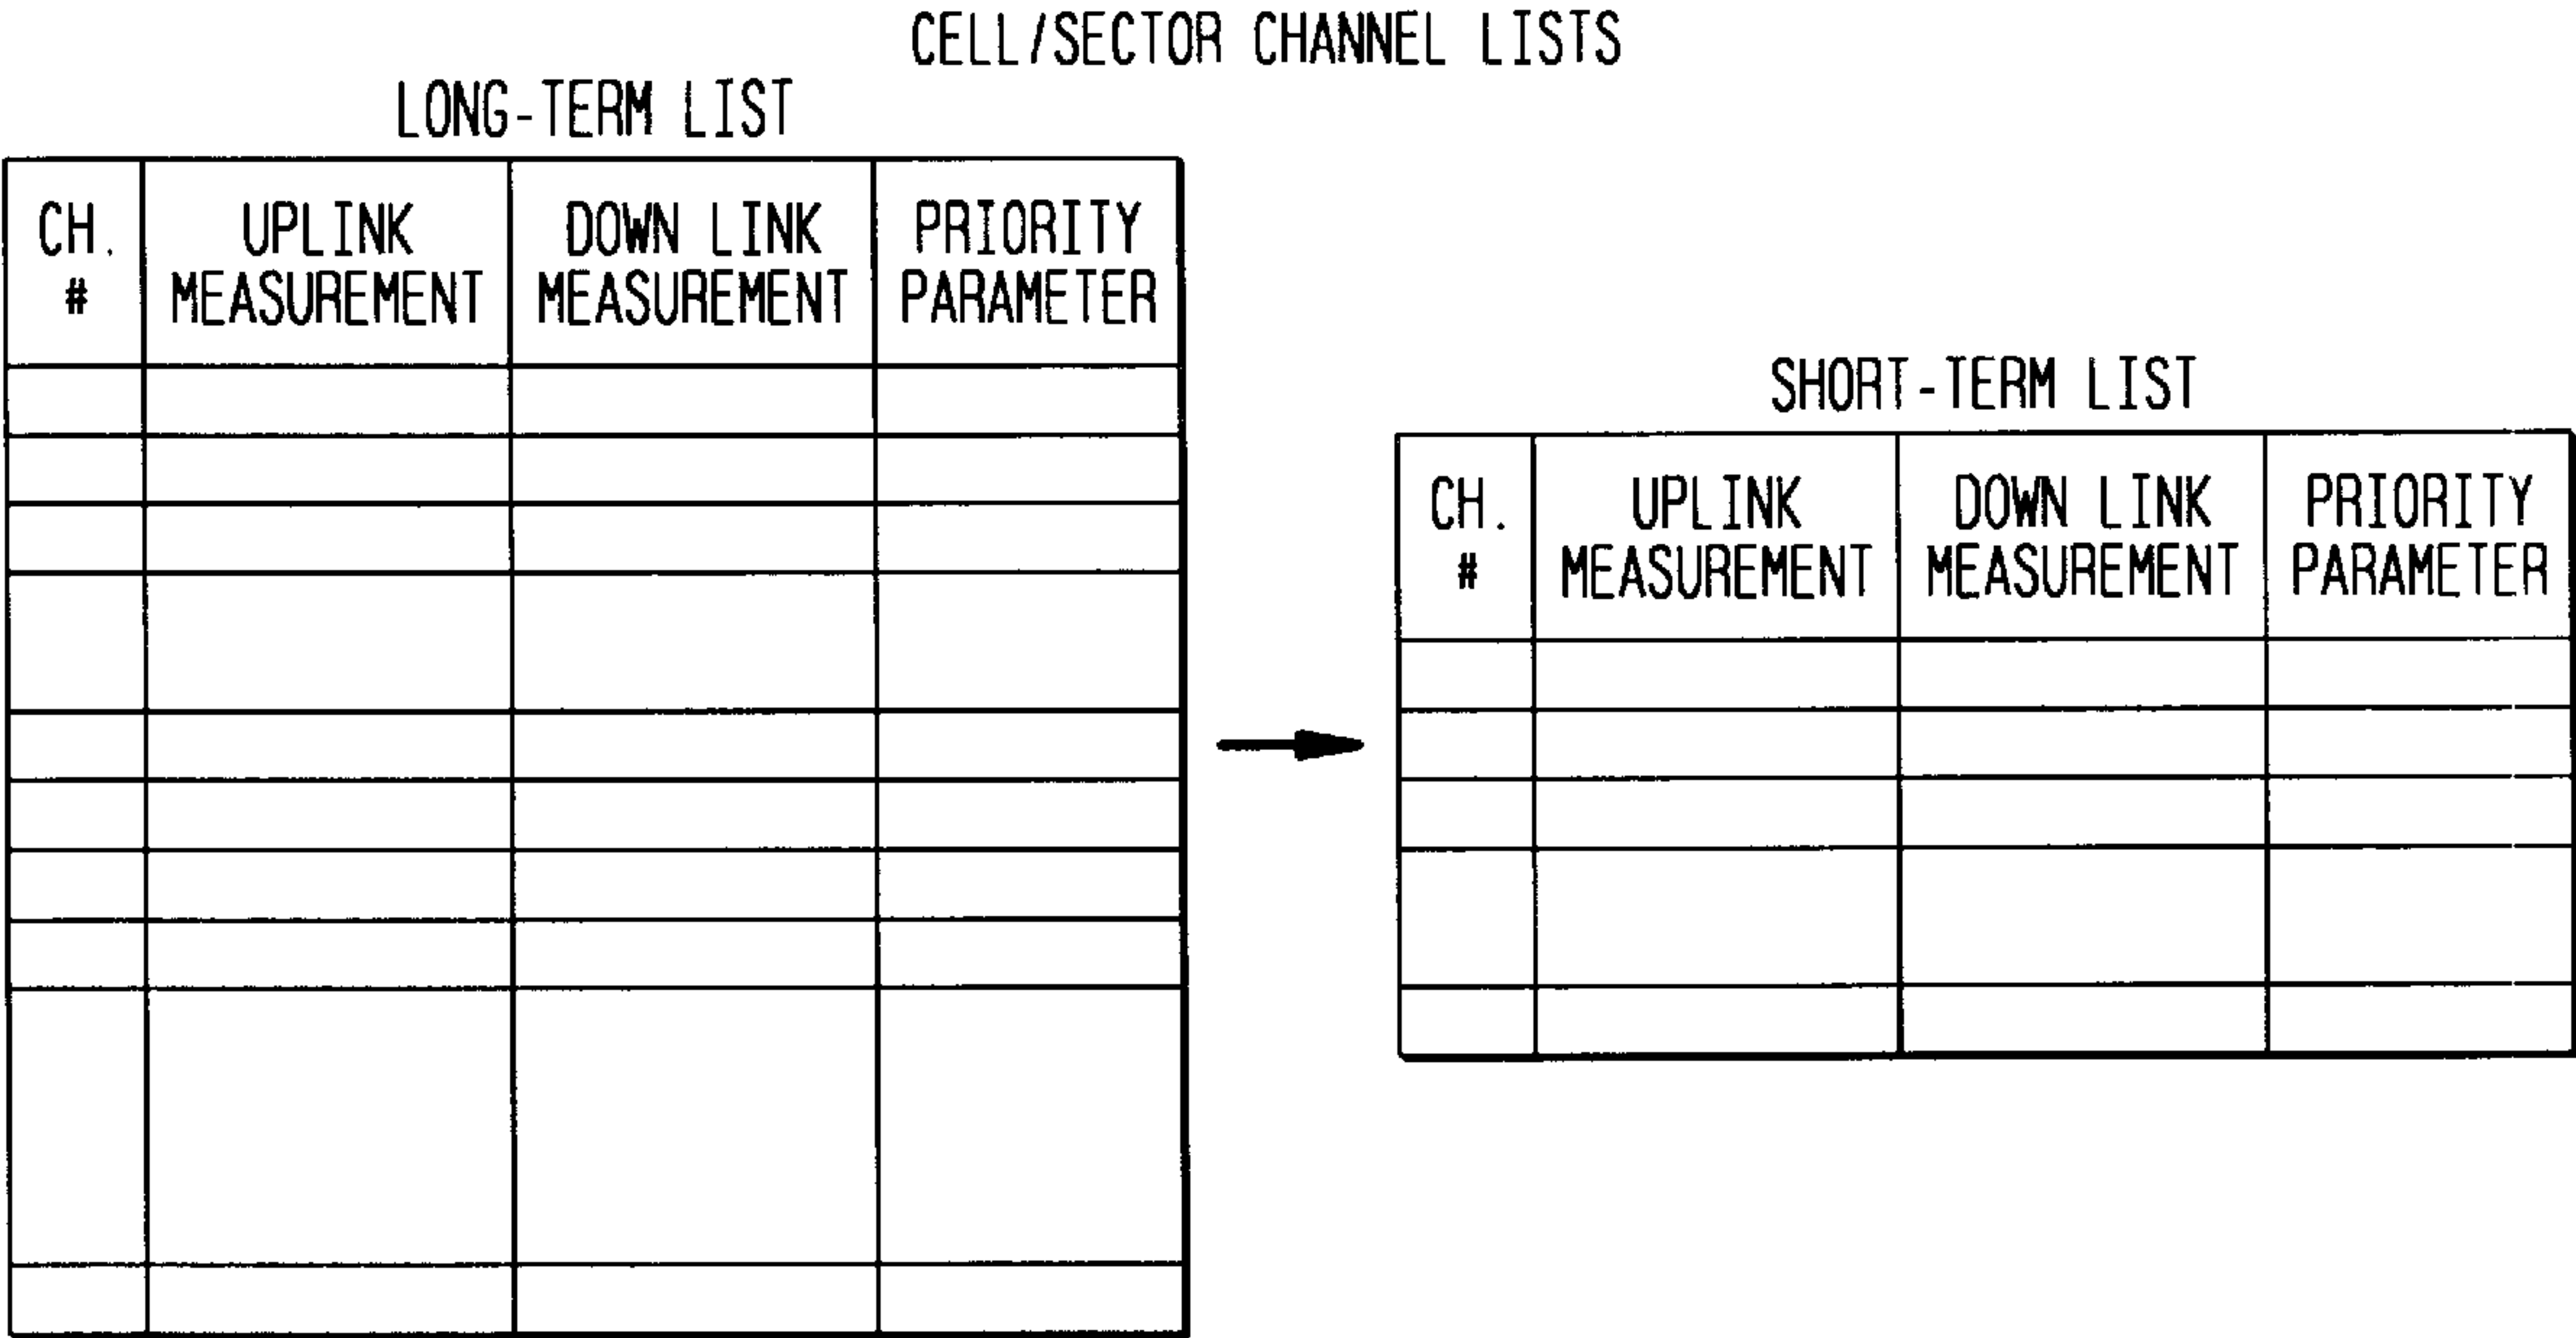 CELL/SECTOR CHANNEL LISTS
LONG-TERM LIST
CH. #
UPLINK MEASUREMENT
DOWN LINK MEASUREMENT
PRIORITY PARAMETER
SHORT-TERM LIST
CH. #
UPLINK MEASUREMENT
DOWN LINK MEASUREMENT
PRIORITY PARAMETER